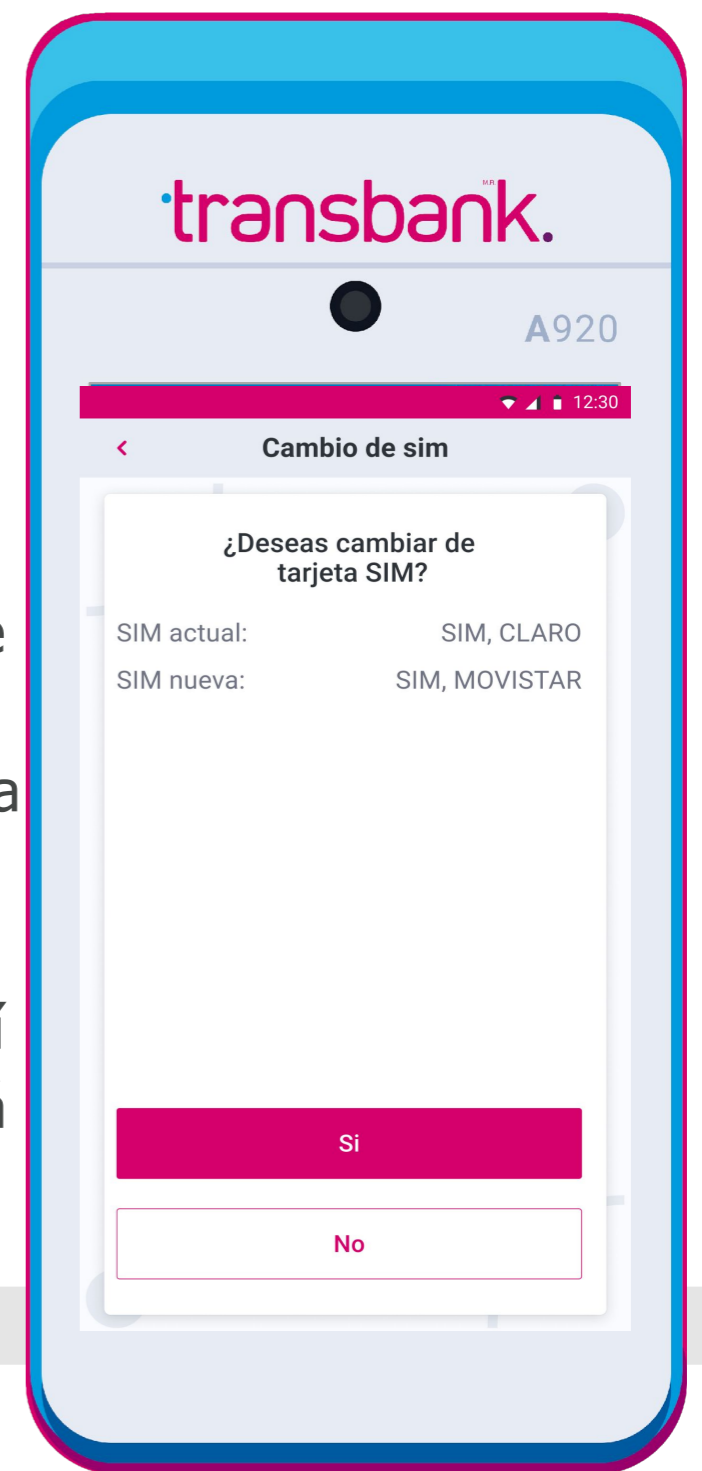 transbank.
M.R.
A920
12:30
Cambio de sim
¿Deseas cambiar de
tarjeta SIM?
SIM actual: SIM, CLARO
SIM nueva: SIM, MOVISTAR
Si
No